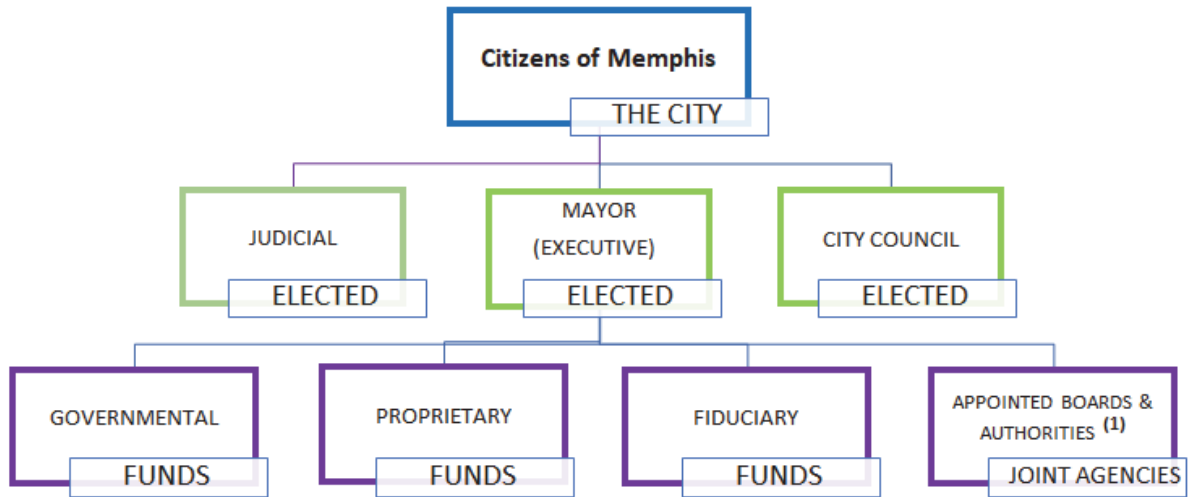 Citizens of Memphis
THE CITY
JUDICIAL
ELECTED
MAYOR
(EXECUTIVE)
ELECTED
CITY COUNCIL
ELECTED
GOVERNMENTAL
FUNDS
PROPRIETARY
FUNDS
FIDUCIARY
FUNDS
APPOINTED BOARDS &
AUTHORITIES (1)
JOINT AGENCIES